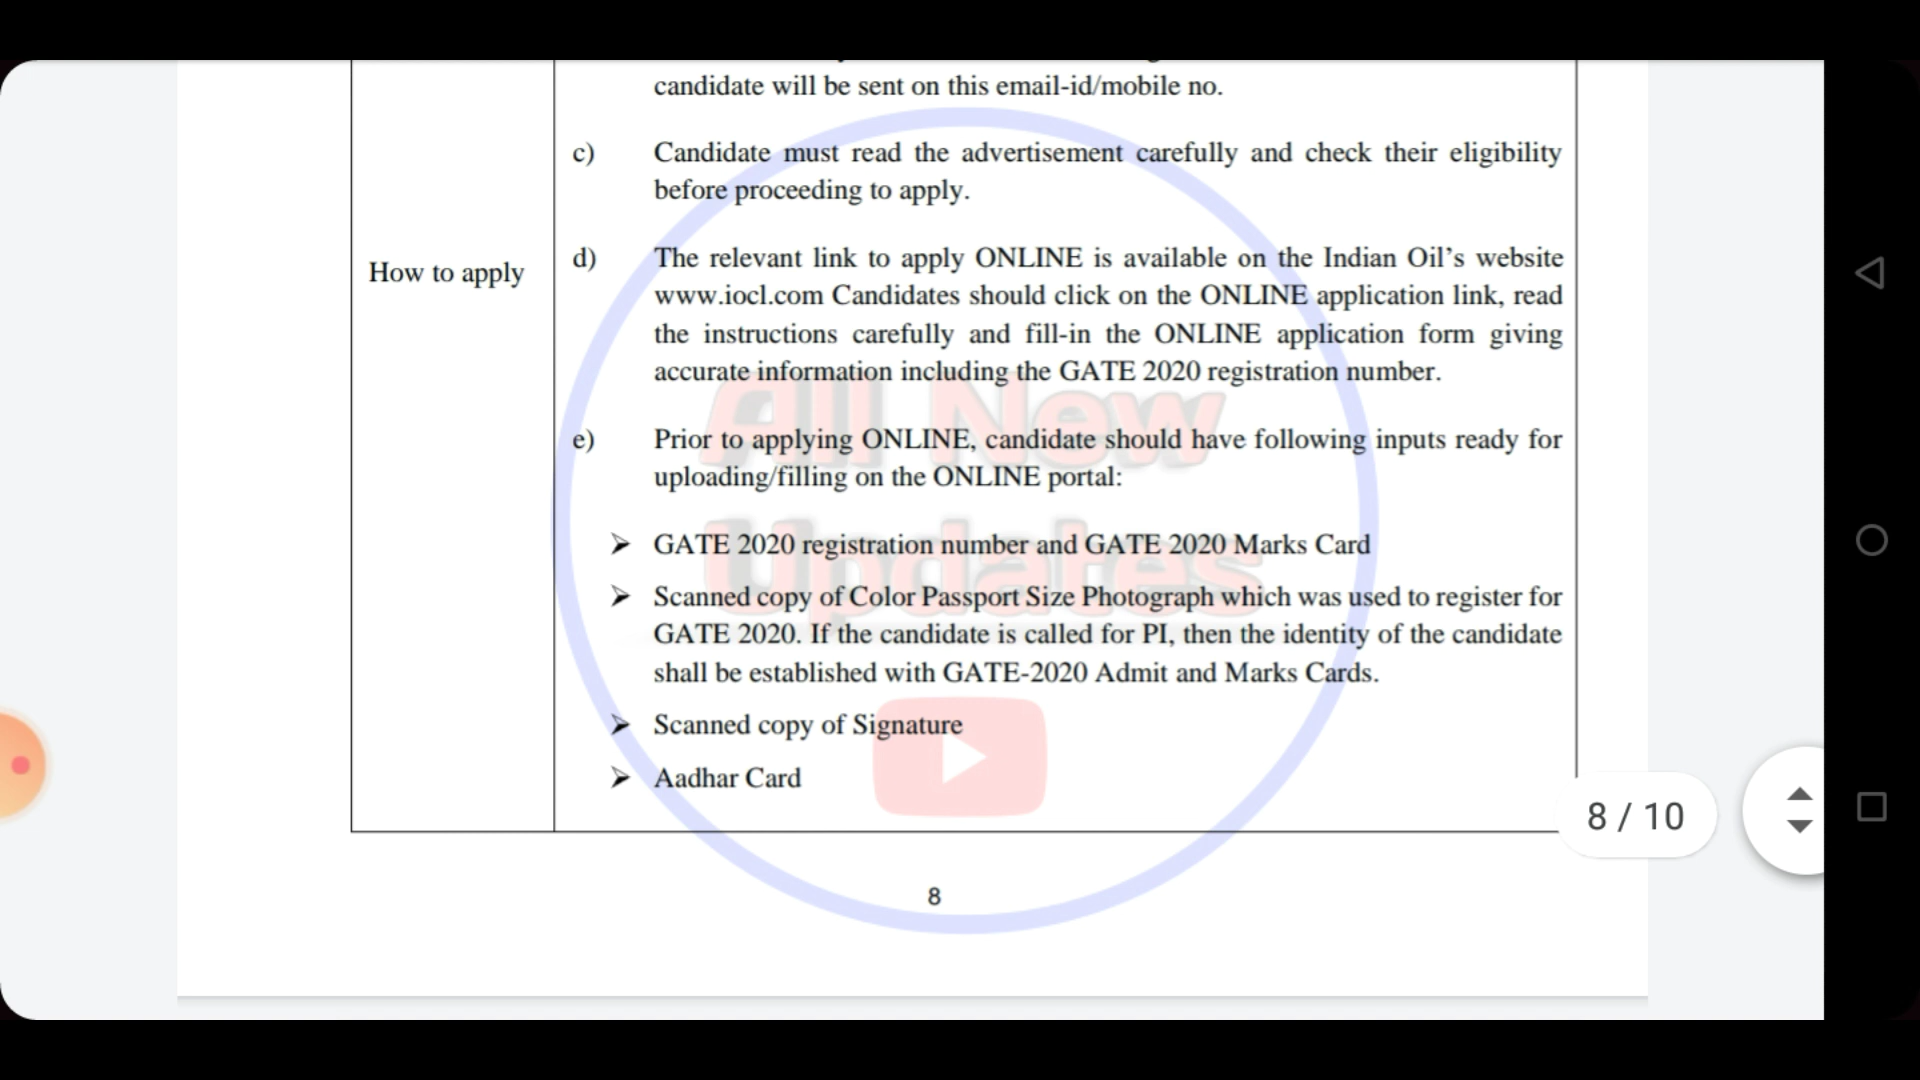 candidate will be sent on this email-id/mobile no.
c) Candidate must read the advertisement carefully and check their eligibility
before proceeding to apply.
How to apply
d) The relevant link to apply ONLINE is available on the Indian Oil’s website
www.iocl.com Candidates should click on the ONLINE application link, read
the instructions carefully and fill-in the ONLINE application form giving
accurate information including the GATE 2020 registration number.
All New
e) Prior to applying ONLINE, candidate should have following inputs ready for
uploading/filling on the ONLINE portal:
Updates
➢ GATE 2020 registration number and GATE 2020 Marks Card
➢ Scanned copy of Color Passport Size Photograph which was used to register for
GATE 2020. If the candidate is called for PI, then the identity of the candidate
shall be established with GATE-2020 Admit and Marks Cards.
➢ Scanned copy of Signature
➢ Aadhar Card
8 / 10
8